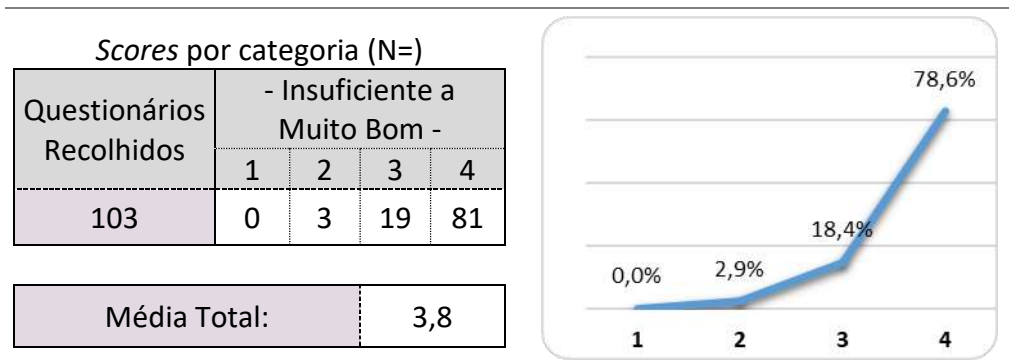 Scores por categoria (N=)
Questionários
Recolhidos
- Insuficiente a
Muito Bom -
1 2 3 4
103 0 3 19 81
Média Total: 3,8
78,6%
18,4%
2,9%
0,0%
1 2 3 4